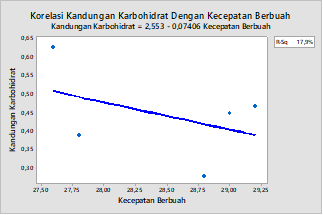 Korelasi Kandungan Karbohidrat Dengan Kecepatan Berbuah
Kandungan Karbohidrat = 2,553 - 0,07406 Kecepatan Berbuah
R-Sq 17,9%
Kandungan Karbohidrat
0,65
0,60
0,55
0,50
0,45
0,40
0,35
0,30
27,50 27,75 28,00 28,25 28,50 28,75 29,00 29,25
Kecepatan Berbuah